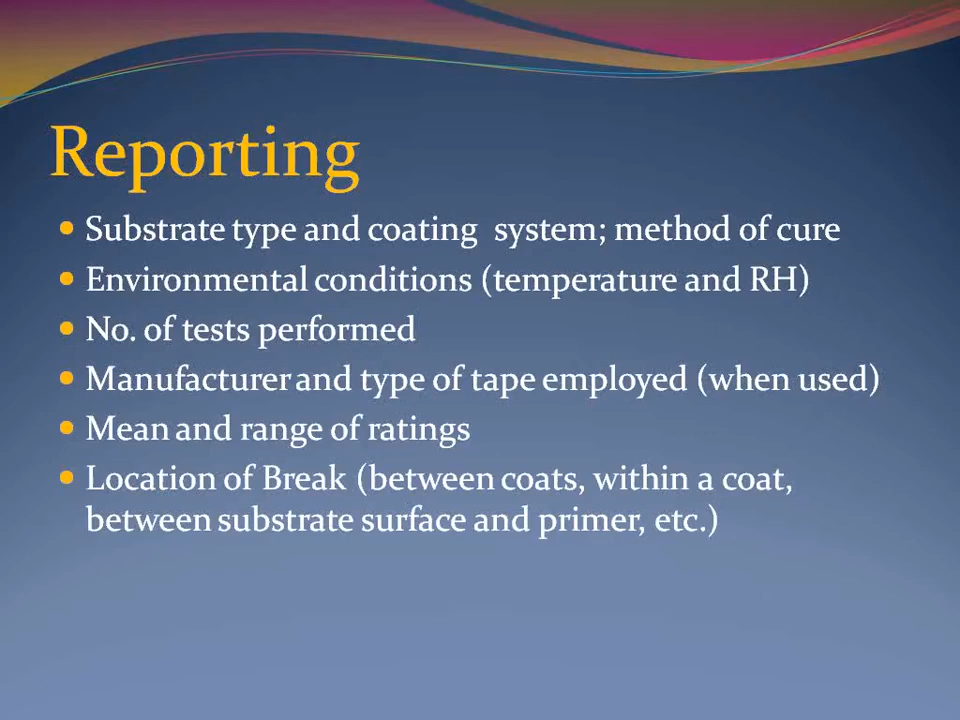 Reporting
Substrate type and coating system; method of cure
Environmental conditions (temperature and RH)
No. of tests performed
Manufacturer and type of tape employed (when used)
Mean and range of ratings
Location of Break (between coats, within a coat,
between substrate surface and primer, etc.)